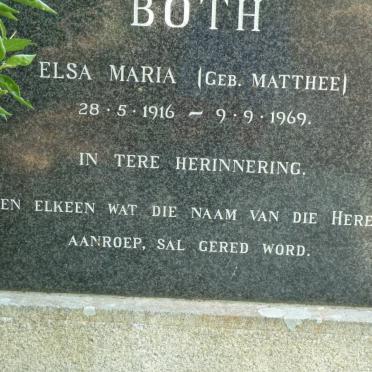 BOTH
ELSA MARIA (GEB. MATTHEE)
28·5·1916 – 9·9·1969.
IN TERE HERINNERING.
EN ELKEEN WAT DIE NAAM VAN DIE HERE
AANROEP, SAL GERED WORD.